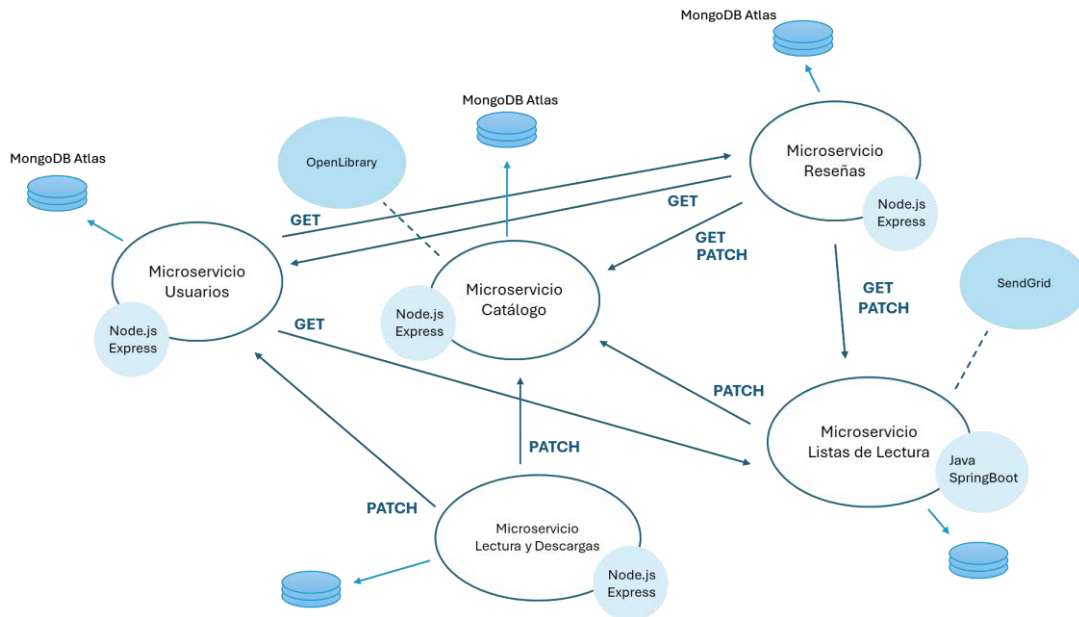 MongoDB Atlas
MongoDB Atlas
MongoDB Atlas
OpenLibrary
Microservicio
Reseñas
Node.js
Express
GET
GET
GET
PATCH
Microservicio
Usuarios
Node.js
Express
Microservicio
Catálogo
Node.js
Express
GET
PATCH
SendGrid
GET
PATCH
Microservicio
Listas de Lectura
Java
SpringBoot
PATCH
PATCH
Microservicio
Lectura y Descargas
Node.js
Express